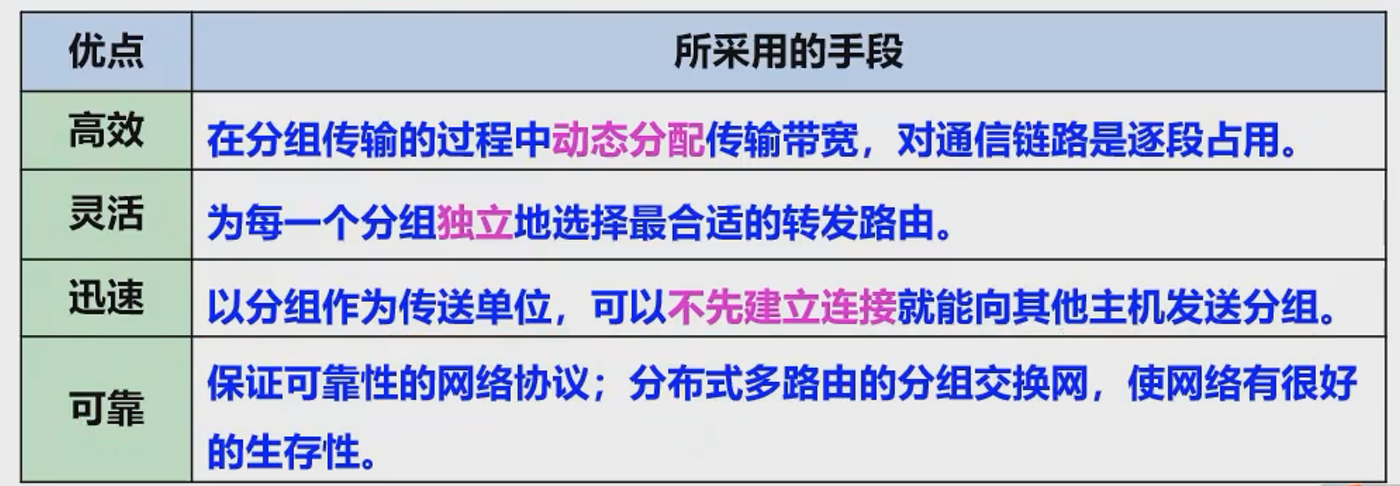 优点 所采用的手段
高效 在分组传输的过程中动态分配传输带宽，对通信链路是逐段占用。
灵活 为每一个分组独立地选择最合适的转发路由。
迅速 以分组作为传送单位，可以不先建立连接就能向其他主机发送分组。
可靠 保证可靠性的网络协议；分布式多路由的分组交换网，使网络有很好
的生存性。